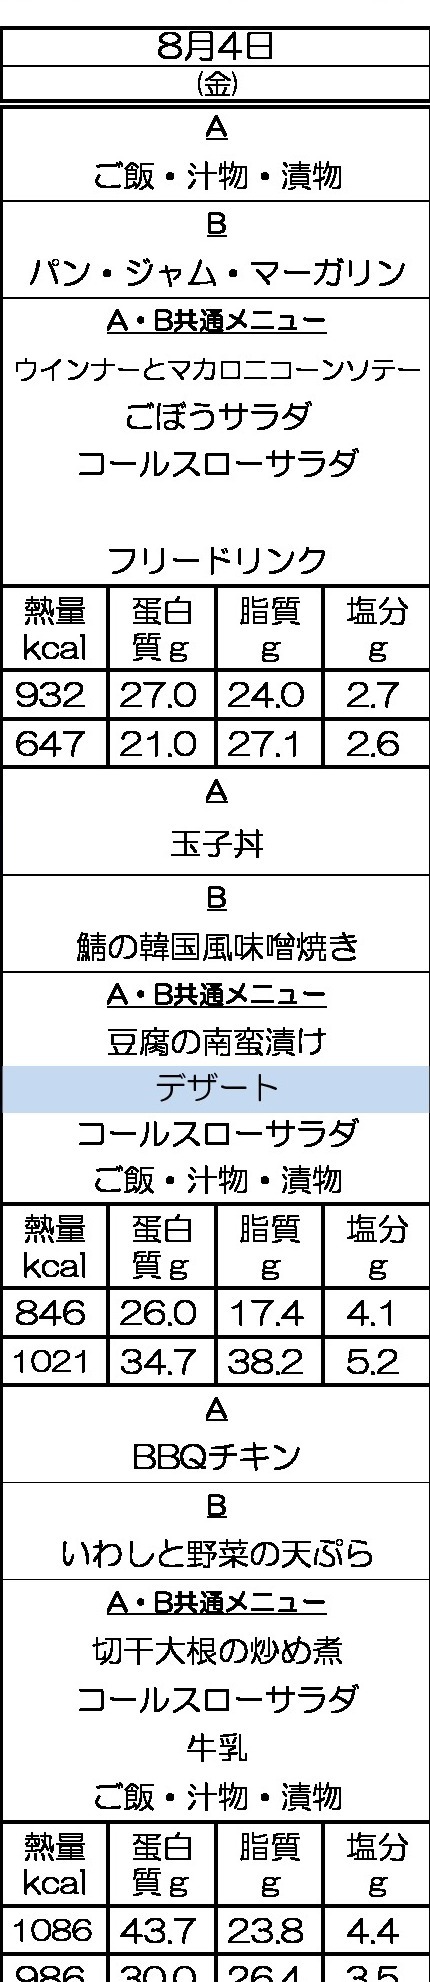 8月4日
(金)
A
ご飯・汁物・漬物
B
パン・ジャム・マーガリン
A・B共通メニュー
ウインナーとマカロニコーンソテー
ごぼうサラダ
コールスローサラダ
フリードリンク
熱量 蛋白 脂質 塩分
kcal 質g g g
932 27.0 24.0 2.7
647 21.0 27.1 2.6
A
玉子丼
B
鯖の韓国風味噌焼き
A・B共通メニュー
豆腐の南蛮漬け
デザート
コールスローサラダ
ご飯・汁物・漬物
熱量 蛋白 脂質 塩分
kcal 質g g g
846 26.0 17.4 4.1
1021 34.7 38.2 5.2
A
BBQチキン
B
いわしと野菜の天ぷら
A・B共通メニュー
切干大根の炒め煮
コールスローサラダ
牛乳
ご飯・汁物・漬物
熱量 蛋白 脂質 塩分
kcal 質g g g
1086 43.7 23.8 4.4
986 30.0 26.4 3.5